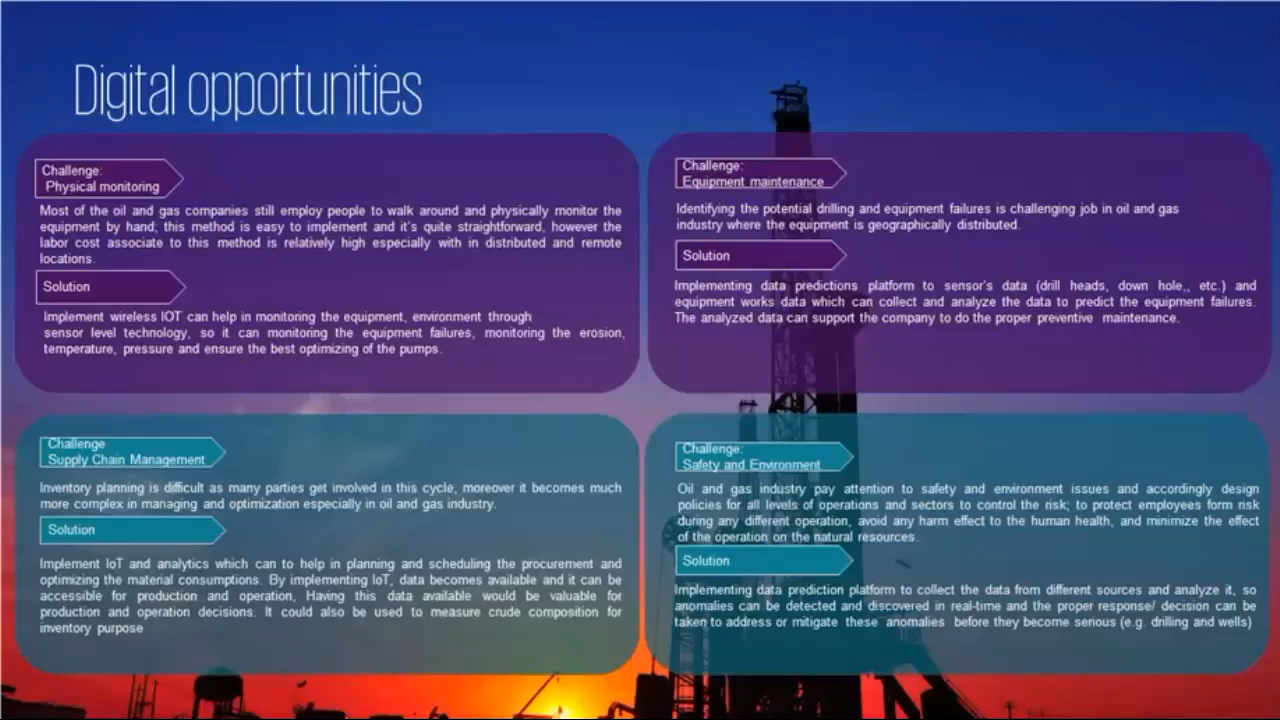 Digital opportunities
Challenge:
Physical monitoring
Most of the oil and gas companies still employ people to walk around and physically monitor the
equipment by hand; this method is easy to implement and it's quite straightforward, however the
labor cost associate to this method is relatively high especially with in distributed and remote
locations.
Solution
Implement wireless IOT can help in monitoring the equipment, environment through
sensor level technology, so it can monitoring the equipment failures, monitoring the erosion,
temperature, pressure and ensure the best optimizing of the pumps.
Challenge:
Equipment maintenance
Identifying the potential drilling and equipment failures is challenging job in oil and gas
industry where the equipment is geographically distributed.
Solution
Implementing data predictions platform to sensor's data (drill heads, down hole,, etc.) and
equipment works data which can collect and analyze the data to predict the equipment failures.
The analyzed data can support the company to do the proper preventive maintenance.
Challenge
Supply Chain Management
Inventory planning is difficult as many parties get involved in this cycle, moreover it becomes much
more complex in managing and optimization especially in oil and gas industry.
Solution
Implement IoT and analytics which can to help in planning and scheduling the procurement and
optimizing the material consumptions. By implementing IoT, data becomes available and it can be
accessible for production and operation, Having this data available would be valuable for
production and operation decisions. It could also be used to measure crude composition for
inventory purpose
Challenge:
Safety and Environment
Oil and gas industry pay attention to safety and environment issues and accordingly design
policies for all levels of operations and sectors to control the risk; to protect employees form risk
during any different operation, avoid any harm effect to the human health, and minimize the effect
of the operation on the natural resources.
Solution
Implementing data prediction platform to collect the data from different sources and analyze it, so
anomalies can be detected and discovered in real-time and the proper response/ decision can be
taken to address or mitigate these anomalies before they become serious (e.g. drilling and wells)